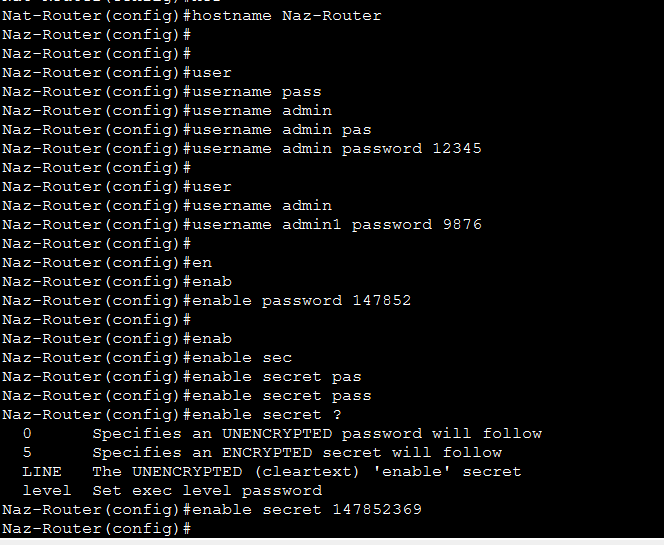 Nat-Router(config)#hostname Naz-Router
Naz-Router(config)#
Naz-Router(config)#
Naz-Router(config)#user
Naz-Router(config)#username pass
Naz-Router(config)#username admin
Naz-Router(config)#username admin pas
Naz-Router(config)#username admin password 12345
Naz-Router(config)#
Naz-Router(config)#user
Naz-Router(config)#username admin
Naz-Router(config)#username admin1 password 9876
Naz-Router(config)#
Naz-Router(config)#en
Naz-Router(config)#enab
Naz-Router(config)#enable password 147852
Naz-Router(config)#
Naz-Router(config)#enab
Naz-Router(config)#enable sec
Naz-Router(config)#enable secret pas
Naz-Router(config)#enable secret pass
Naz-Router(config)#enable secret ?
  0      Specifies an UNENCRYPTED password will follow
  5      Specifies an ENCRYPTED secret will follow
  LINE   The UNENCRYPTED (cleartext) 'enable' secret
  level  Set exec level password
Naz-Router(config)#enable secret 147852369
Naz-Router(config)#